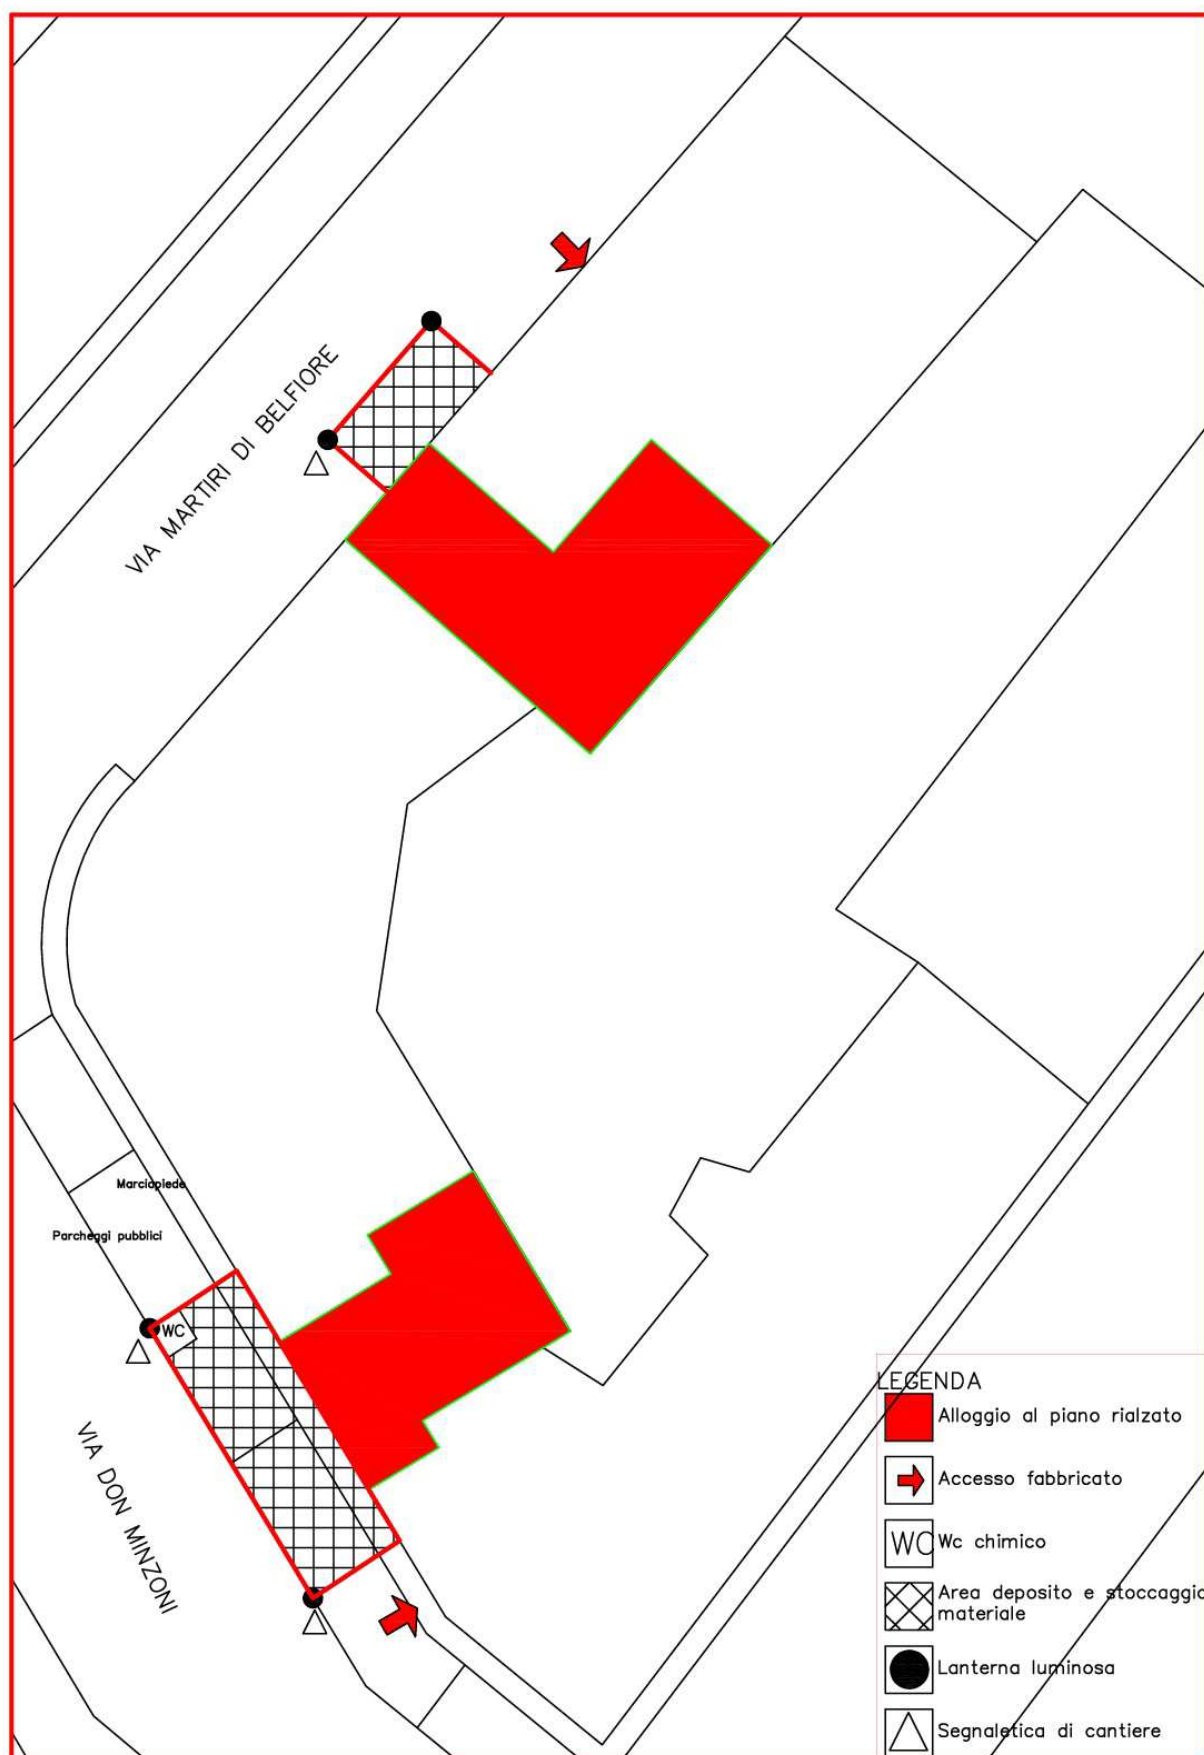 VIA MARTIRI DI BELFIORE
Marciapiede
Parcheggi pubblici
WC
VIA DON MINZONI
LEGENDA
Alloggio al piano rialzato
Accesso fabbricato
WC Wc chimico
Area deposito e stoccaggio
materiale
Lanterna luminosa
Segnaletica di cantiere